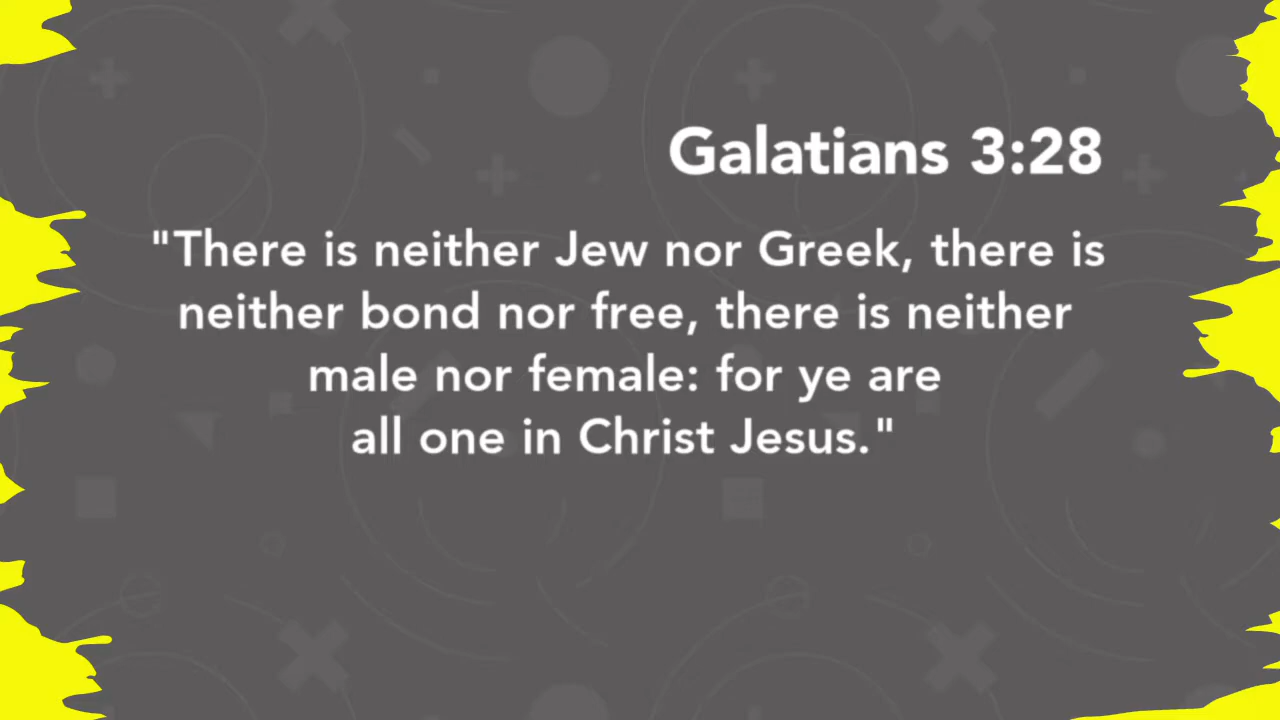 Galatians 3:28
"There is neither Jew nor Greek, there is
neither bond nor free, there is neither
male nor female: for ye are
all one in Christ Jesus."